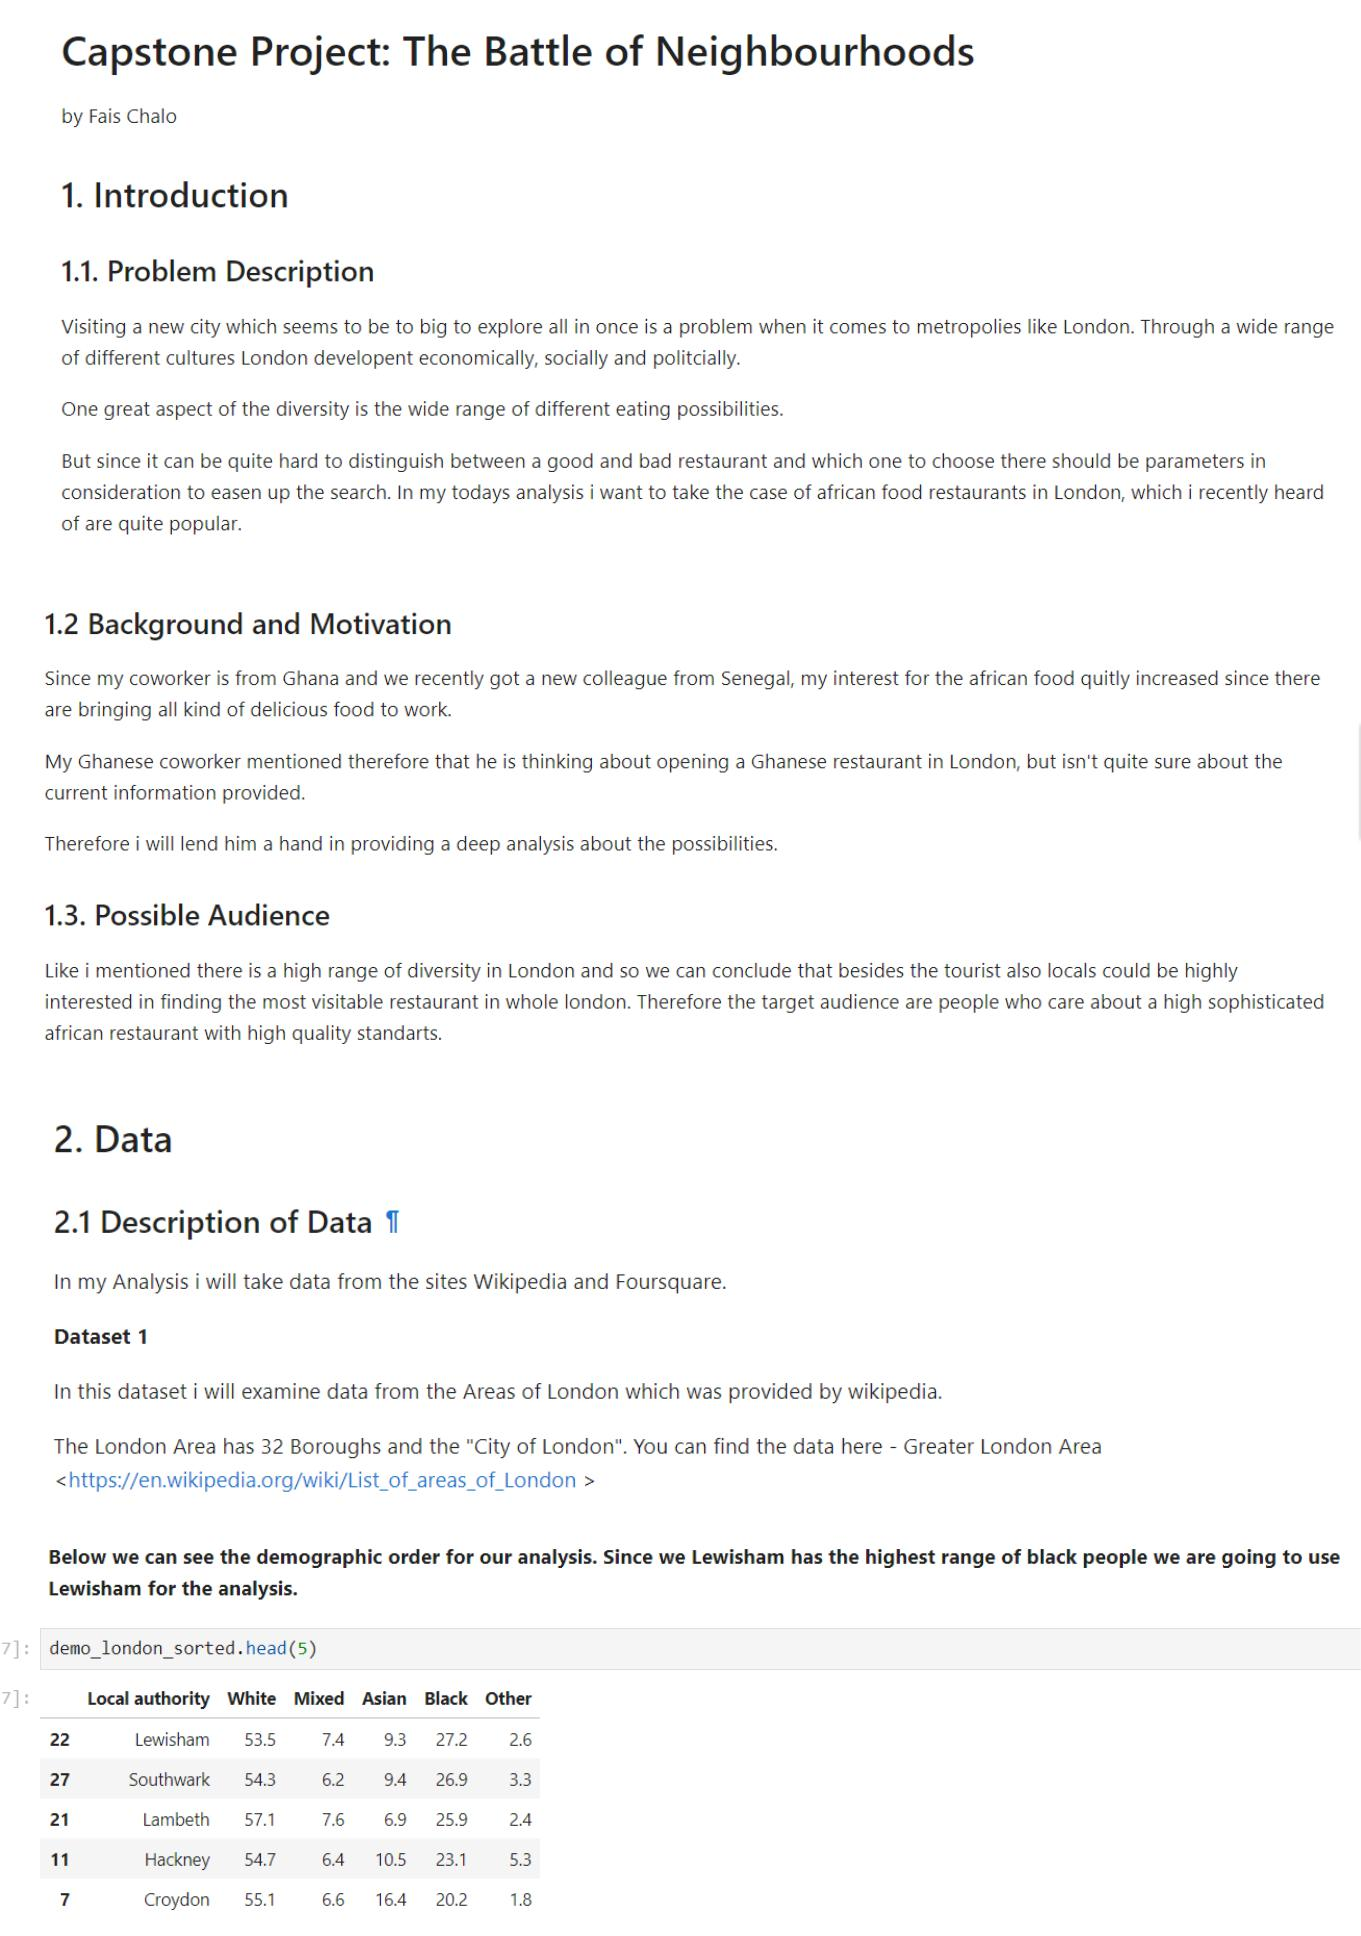 Capstone Project: The Battle of Neighbourhoods
by Fais Chalo
1. Introduction
1.1. Problem Description
Visiting a new city which seems to be to big to explore all in once is a problem when it comes to metropolies like London. Through a wide range
of different cultures London developent economically, socially and politcially.
One great aspect of the diversity is the wide range of different eating possibilities.
But since it can be quite hard to distinguish between a good and bad restaurant and which one to choose there should be parameters in
consideration to easen up the search. In my todays analysis i want to take the case of african food restaurants in London, which i recently heard
of are quite popular.
1.2 Background and Motivation
Since my coworker is from Ghana and we recently got a new colleague from Senegal, my interest for the african food quitly increased since there
are bringing all kind of delicious food to work.
My Ghanese coworker mentioned therefore that he is thinking about opening a Ghanese restaurant in London, but isn't quite sure about the
current information provided.
Therefore i will lend him a hand in providing a deep analysis about the possibilities.
1.3. Possible Audience
Like i mentioned there is a high range of diversity in London and so we can conclude that besides the tourist also locals could be highly
interested in finding the most visitable restaurant in whole london. Therefore the target audience are people who care about a high sophisticated
african restaurant with high quality standarts.
2. Data
2.1 Description of Data ¶
In my Analysis i will take data from the sites Wikipedia and Foursquare.
Dataset 1
In this dataset i will examine data from the Areas of London which was provided by wikipedia.
The London Area has 32 Boroughs and the "City of London". You can find the data here - Greater London Area
<https://en.wikipedia.org/wiki/List_of_areas_of_London >
Below we can see the demographic order for our analysis. Since we Lewisham has the highest range of black people we are going to use
Lewisham for the analysis.
7]: demo_london_sorted.head(5)
7]: Local authority White Mixed Asian Black Other
22 Lewisham 53.5 7.4 9.3 27.2 2.6
27 Southwark 54.3 6.2 9.4 26.9 3.3
21 Lambeth 57.1 7.6 6.9 25.9 2.4
11 Hackney 54.7 6.4 10.5 23.1 5.3
7 Croydon 55.1 6.6 16.4 20.2 1.8